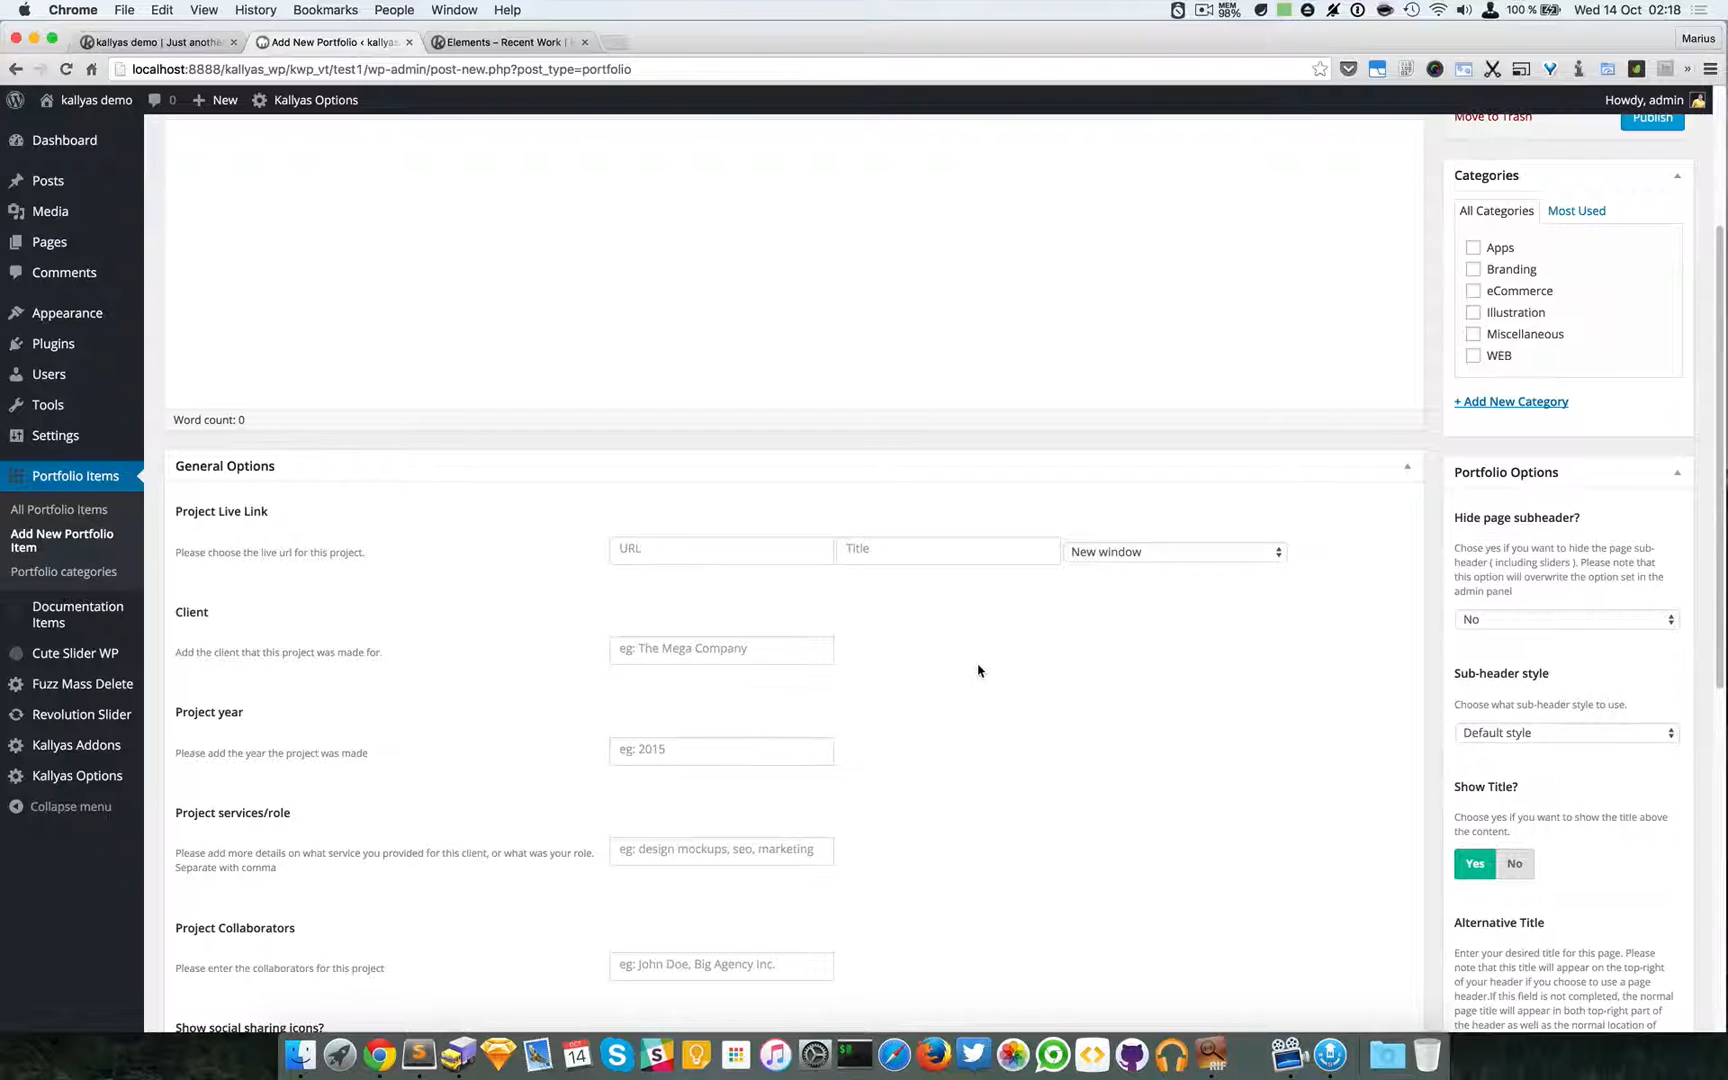 Chrome File Edit View History Bookmarks People Window Help
MEM 98% 100 % Wed 14 Oct 02:18
kallyas demo | Just anothe
Add New Portfolio ‹ kallyas
Elements – Recent Work |
Marius
localhost:8888/kallyas_wp/kwp_vt/test1/wp-admin/post-new.php?post_type=portfolio
kallyas demo 0 New Kallyas Options Howdy, admin
Dashboard
Posts
Media
Pages
Comments
Appearance
Plugins
Users
Tools
Settings
Portfolio Items
All Portfolio Items
Add New Portfolio
Item
Portfolio categories
Documentation
Items
Cute Slider WP
Fuzz Mass Delete
Revolution Slider
Kallyas Addons
Kallyas Options
Collapse menu
Word count: 0
General Options
Project Live Link
Please choose the live url for this project.
URL Title New window
Client
Add the client that this project was made for.
eg: The Mega Company
Project year
Please add the year the project was made
eg: 2015
Project services/role
Please add more details on what service you provided for this client, or what was your role.
Separate with comma
eg: design mockups, seo, marketing
Project Collaborators
Please enter the collaborators for this project
eg: John Doe, Big Agency Inc.
Show social sharing icons?
Move to Trash Publish
Categories
All Categories Most Used
Apps
Branding
eCommerce
Illustration
Miscellaneous
WEB
+ Add New Category
Portfolio Options
Hide page subheader?
Chose yes if you want to hide the page sub-
header ( including sliders ). Please note that
this option will overwrite the option set in the
admin panel
No
Sub-header style
Choose what sub-header style to use.
Default style
Show Title?
Choose yes if you want to show the title above
the content.
Yes No
Alternative Title
Enter your desired title for this page. Please
note that this title will appear on the top-right
of your header if you choose to use a page
header.If this field is not completed, the normal
page title will appear in both top-right part of
the header as well as the normal location of
OCT
14
RIF